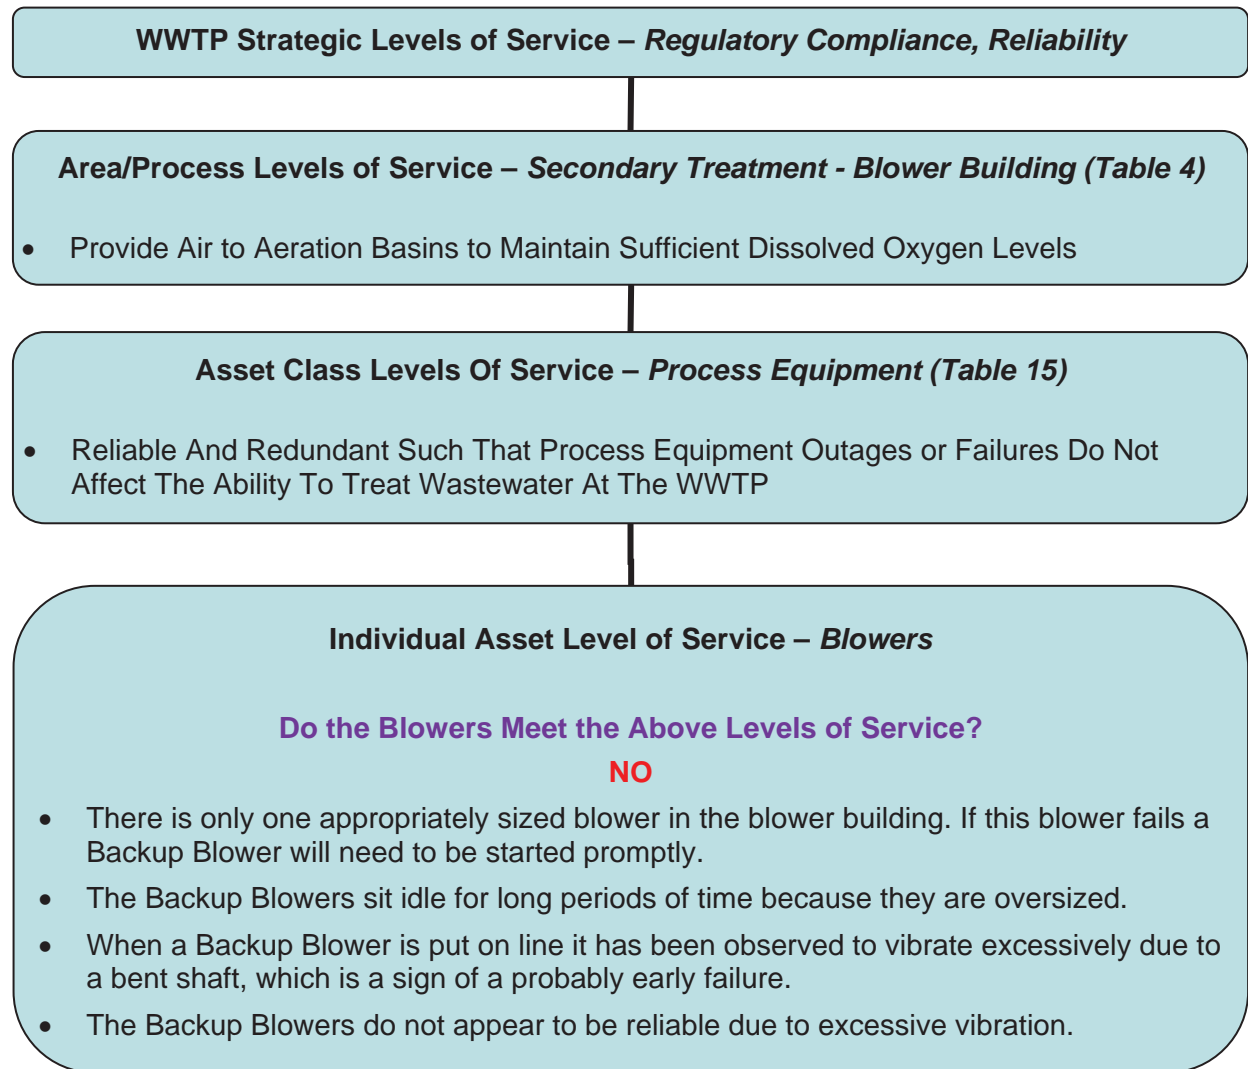 WWTP Strategic Levels of Service – Regulatory Compliance, Reliability
Area/Process Levels of Service – Secondary Treatment - Blower Building (Table 4)
• Provide Air to Aeration Basins to Maintain Sufficient Dissolved Oxygen Levels
Asset Class Levels Of Service – Process Equipment (Table 15)
• Reliable And Redundant Such That Process Equipment Outages or Failures Do Not
Affect The Ability To Treat Wastewater At The WWTP
Individual Asset Level of Service – Blowers
Do the Blowers Meet the Above Levels of Service?
NO
• There is only one appropriately sized blower in the blower building. If this blower fails a
Backup Blower will need to be started promptly.
• The Backup Blowers sit idle for long periods of time because they are oversized.
• When a Backup Blower is put on line it has been observed to vibrate excessively due to
a bent shaft, which is a sign of a probably early failure.
• The Backup Blowers do not appear to be reliable due to excessive vibration.